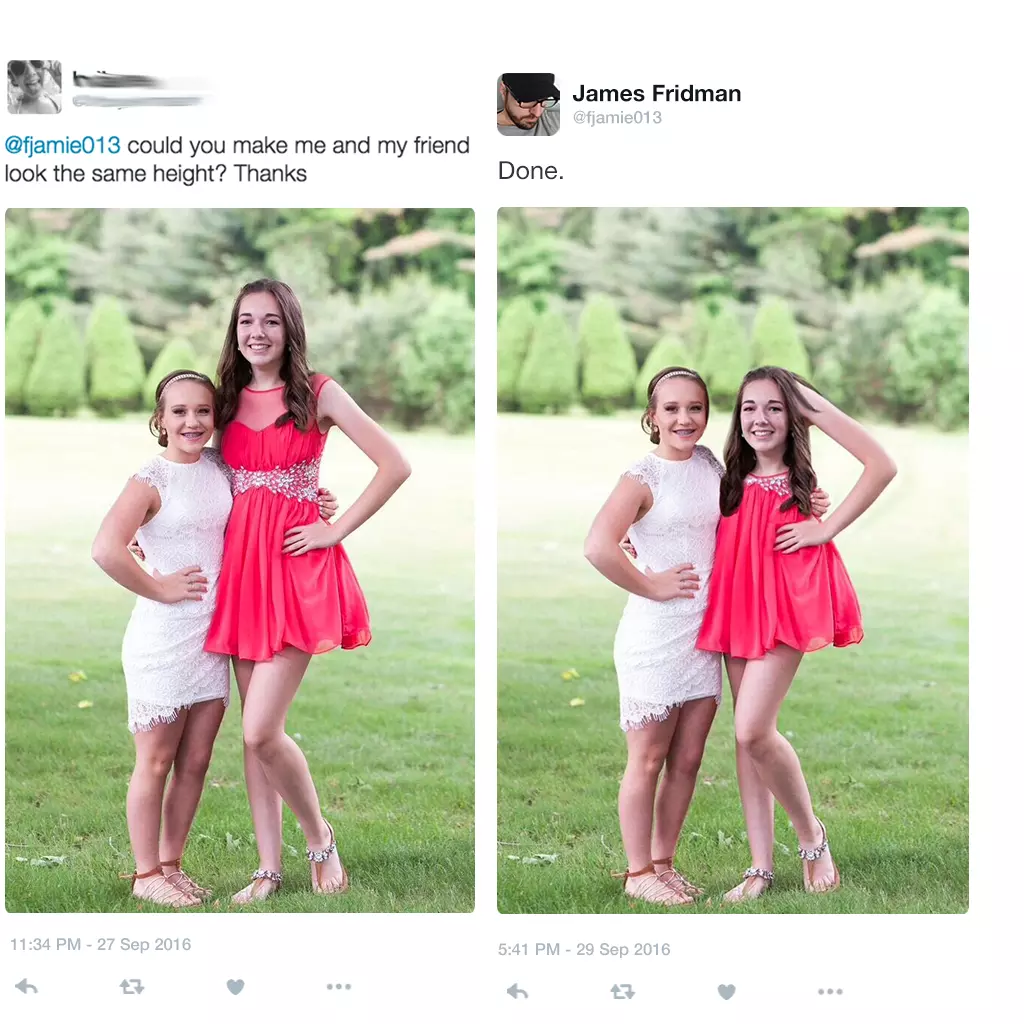 @fjamie013 could you make me and my friend
look the same height? Thanks
11:34 PM - 27 Sep 2016
James Fridman
@fjamie013
Done.
5:41 PM - 29 Sep 2016